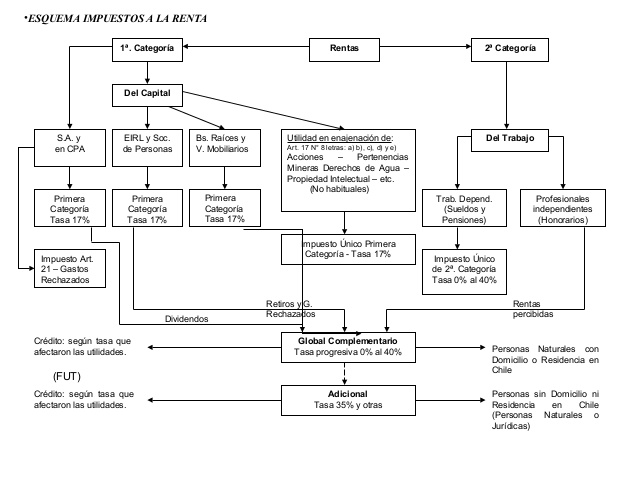 •ESQUEMA IMPUESTOS A LA RENTA
1ª. Categoría
Rentas
2ª Categoría
Del Capital
S.A. y
en CPA
EIRL y Soc.
de Personas
Bs. Raíces y
V. Mobiliarios
Utilidad en enajenación de:
Art. 17 N° 8 letras: a) b), c), d) y e)
Acciones – Pertenencias
Mineras Derechos de Agua –
Propiedad Intelectual – etc.
(No habituales)
Del Trabajo
Primera
Categoría
Tasa 17%
Primera
Categoría
Tasa 17%
Primera
Categoría
Tasa 17%
Trab. Depend.
(Sueldos y
Pensiones)
Profesionales
independientes
(Honorarios)
Impuesto Único Primera
Categoría - Tasa 17%
Impuesto Art.
21 – Gastos
Rechazados
Impuesto Único
de 2ª. Categoría
Tasa 0% al 40%
Retiros y G.
Rechazados
Rentas
percibidas
Dividendos
Crédito: según tasa que
afectaron las utilidades.
Global Complementario
Tasa progresiva 0% al 40%
Personas Naturales con
Domicilio o Residencia en
Chile
(FUT)
Crédito: según tasa que
afectaron las utilidades.
Adicional
Tasa 35% y otras
Personas sin Domicilio ni
Residencia en Chile
(Personas Naturales o
Jurídicas)